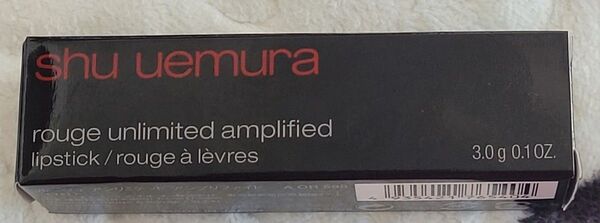 shu uemura
rouge unlimited amplified
lipstick / rouge à lèvres
3.0 g 0.1 OZ.